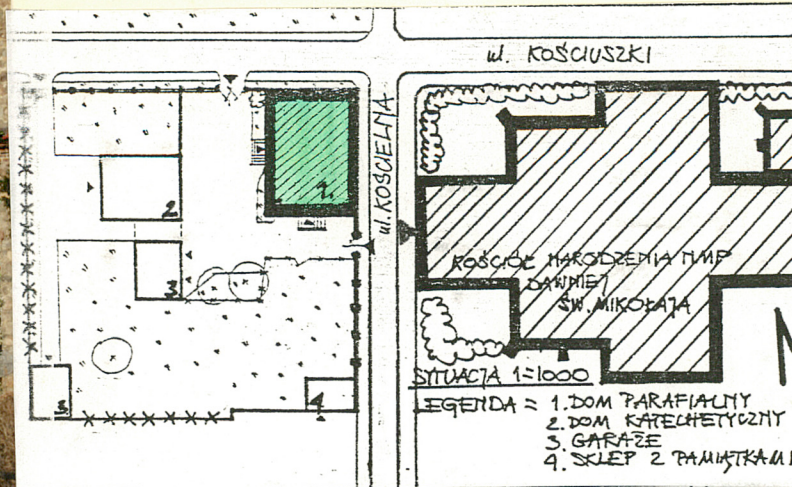 ul. KOŚCIUSZKI
ul. KOŚCIELNA
1.
2
3
3
4
KOŚCIÓŁ NARODZENIA NMP
DAWNIEJ
ŚW. MIKOŁAJA
SYTUACJA 1=1000
LEGENDA = 1. DOM PARAFIALNY
2. DOM KATECHETYCZNY
3. GARAŻE
4. SKLEP Z PAMIĄTKAMI